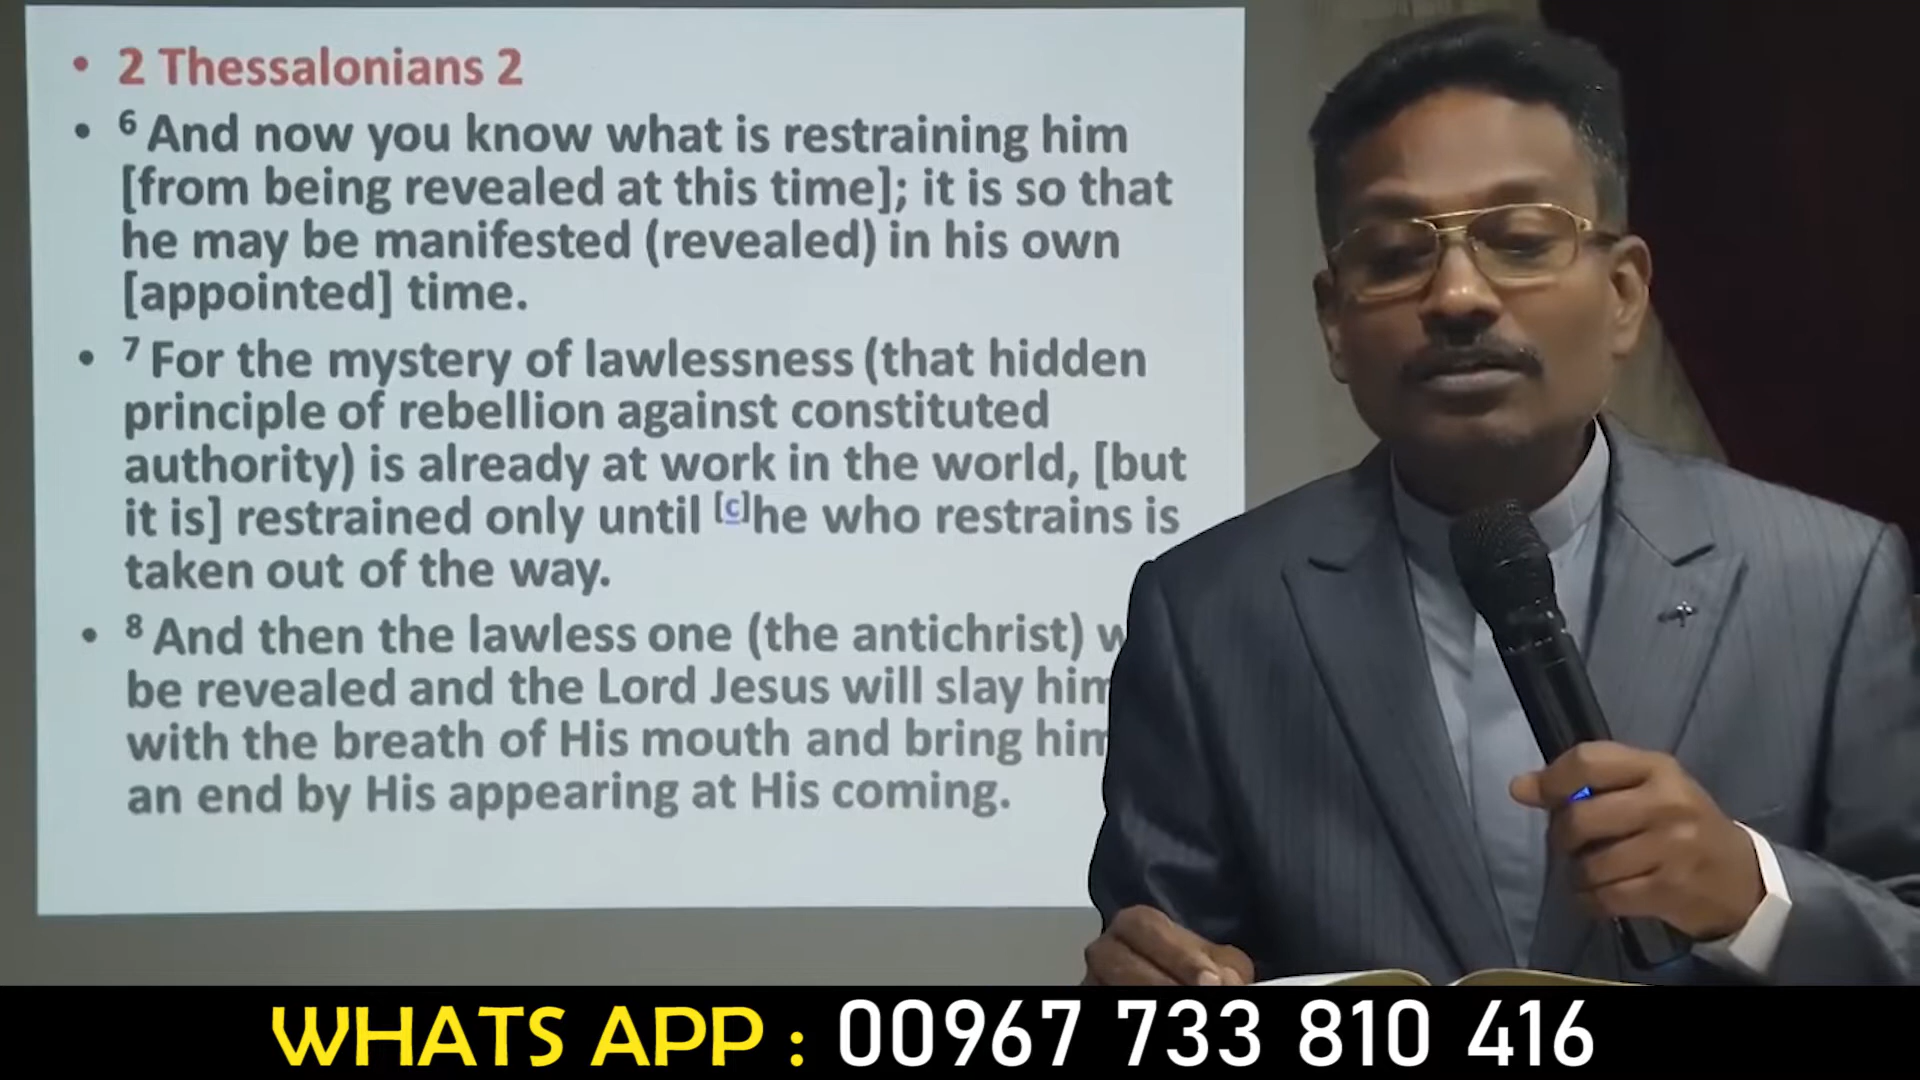 • 2 Thessalonians 2
• 6 And now you know what is restraining him
[from being revealed at this time]; it is so that
he may be manifested (revealed) in his own
[appointed] time.
• 7 For the mystery of lawlessness (that hidden
principle of rebellion against constituted
authority) is already at work in the world, [but
it is] restrained only until [c]he who restrains is
taken out of the way.
• 8 And then the lawless one (the antichrist)
be revealed and the Lord Jesus will slay him
with the breath of His mouth and bring him
an end by His appearing at His coming.
WHATS APP : 00967 733 810 416